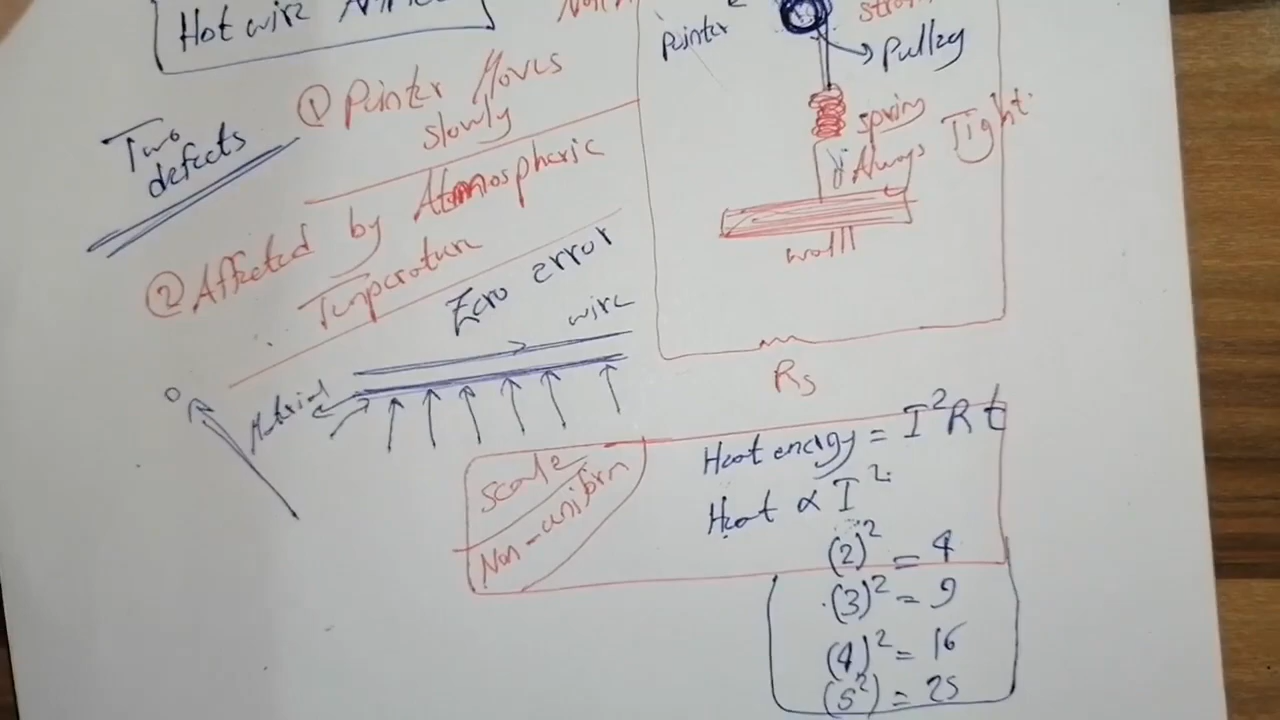 Hot wire
Two
defects
① Pointer Moves
slowly
② Affected by Atmospheric
Temperature
Zero error
wire
Material
0
Pointer
Pulley
spring
Always Tight
wall
Rs
scale
Non-uniform
Heat energy = I²Rt
Heat ∝ I²
(2)² = 4
(3)² = 9
(4)² = 16
(5²) = 25